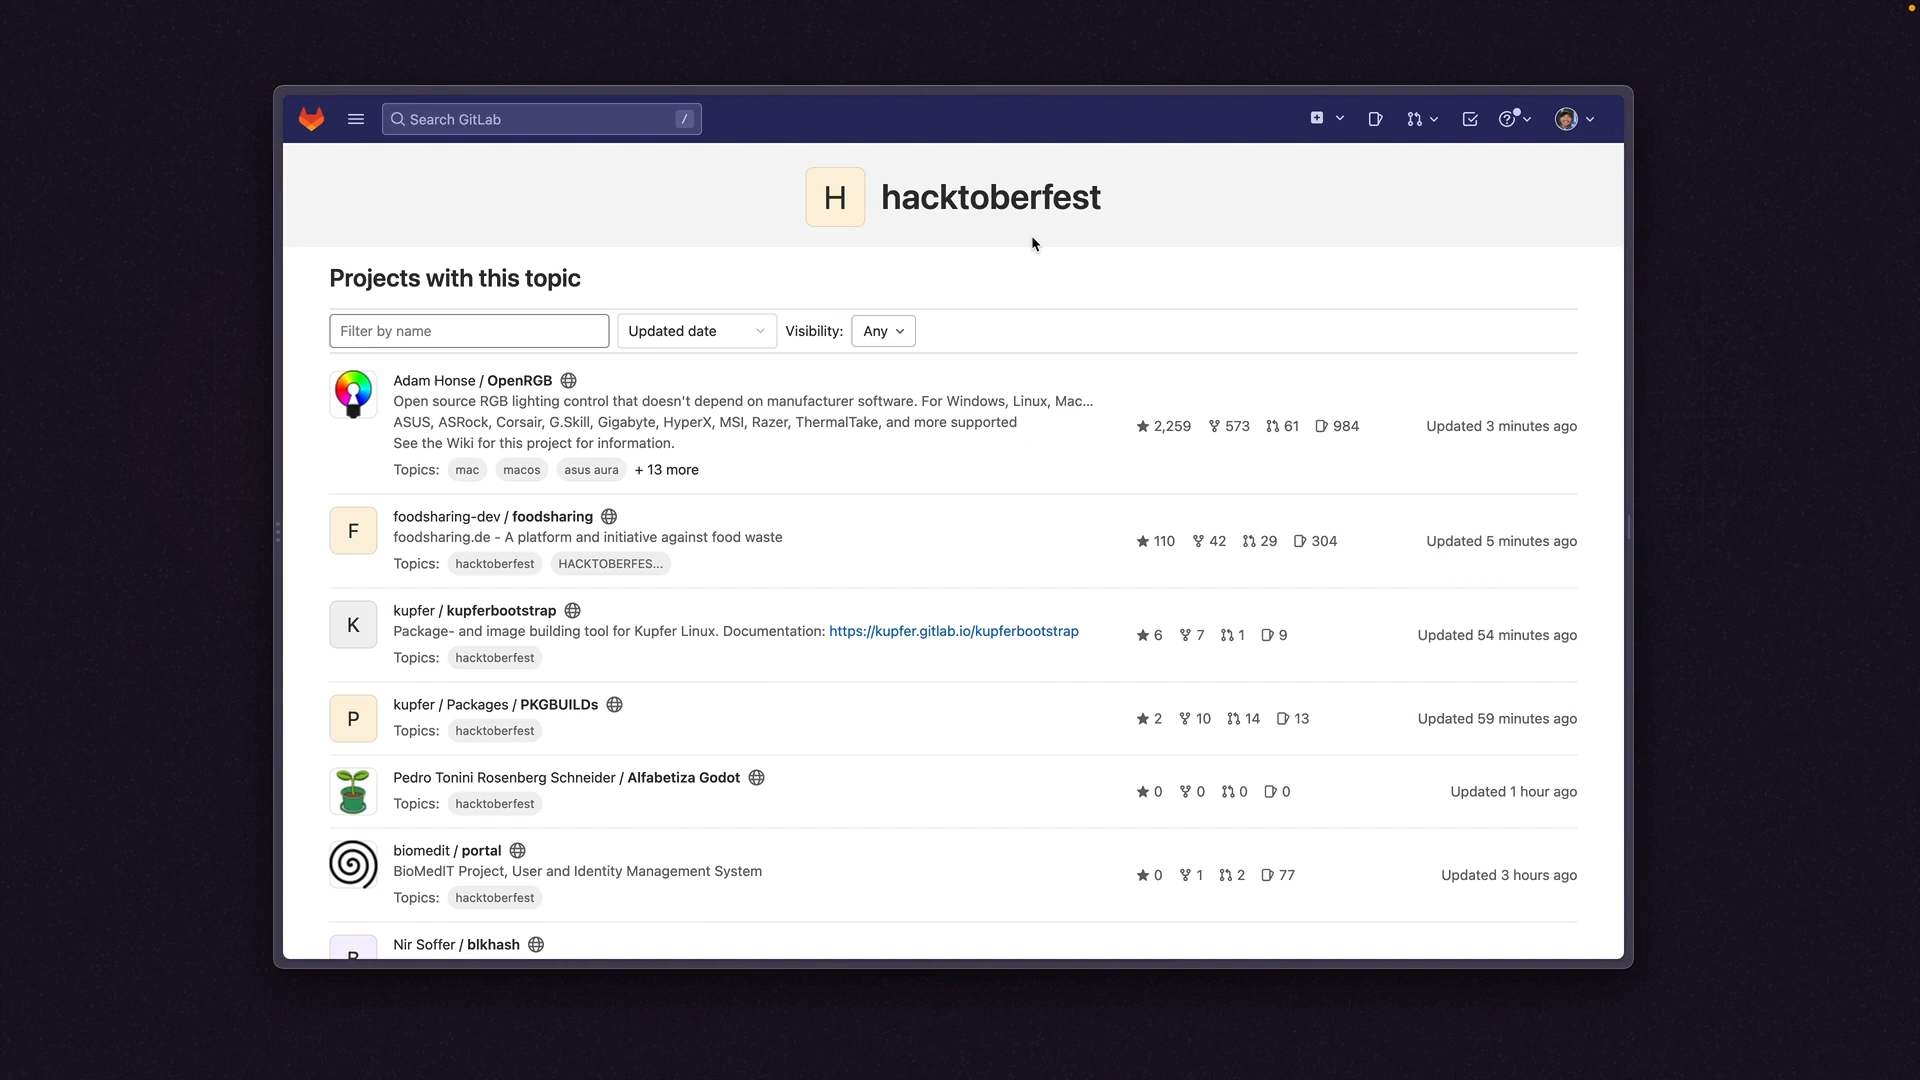 Search GitLab /
H hacktoberfest
Projects with this topic
Filter by name Updated date Visibility: Any
Adam Honse / OpenRGB
Open source RGB lighting control that doesn't depend on manufacturer software. For Windows, Linux, Mac...
ASUS, ASRock, Corsair, G.Skill, Gigabyte, HyperX, MSI, Razer, ThermalTake, and more supported
See the Wiki for this project for information.
2,259 573 61 984 Updated 3 minutes ago
Topics: mac macos asus aura + 13 more
F foodsharing-dev / foodsharing
foodsharing.de - A platform and initiative against food waste
110 42 29 304 Updated 5 minutes ago
Topics: hacktoberfest HACKTOBERFES...
K kupfer / kupferbootstrap
Package- and image building tool for Kupfer Linux. Documentation: https://kupfer.gitlab.io/kupferbootstrap
6 7 1 9 Updated 54 minutes ago
Topics: hacktoberfest
P kupfer / Packages / PKGBUILDs
2 10 14 13 Updated 59 minutes ago
Topics: hacktoberfest
Pedro Tonini Rosenberg Schneider / Alfabetiza Godot
0 0 0 0 Updated 1 hour ago
Topics: hacktoberfest
biomedit / portal
BioMedIT Project, User and Identity Management System
0 1 2 77 Updated 3 hours ago
Topics: hacktoberfest
Nir Soffer / blkhash